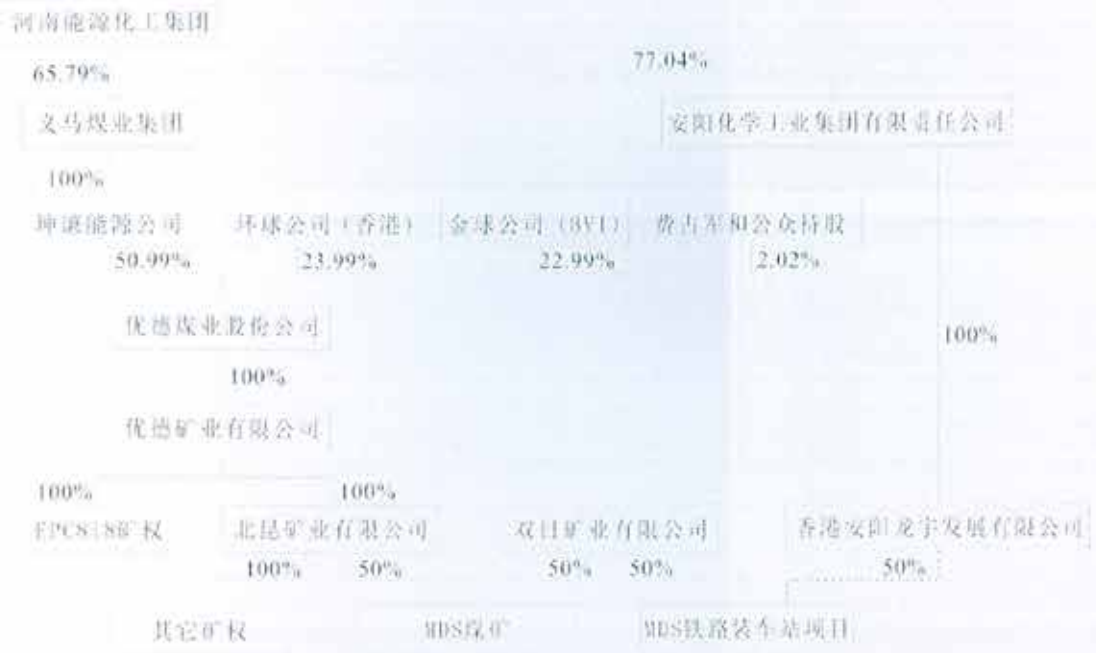 河南能源化工集团
65.79%
77.04%
义马煤业集团
安阳化学工业集团有限责任公司
100%
坤谦能源公司
环球公司（香港）
金球公司（BVI）
费占军和公众持股
50.99%
23.99%
22.99%
2.02%
优德煤业股份公司
100%
100%
优德矿业有限公司
100%
100%
矿权
北昆矿业有限公司
双日矿业有限公司
香港安阳龙宇发展有限公司
100%
50%
50%
50%
50%
其它矿权
MDS煤矿
MDS铁路装车站项目